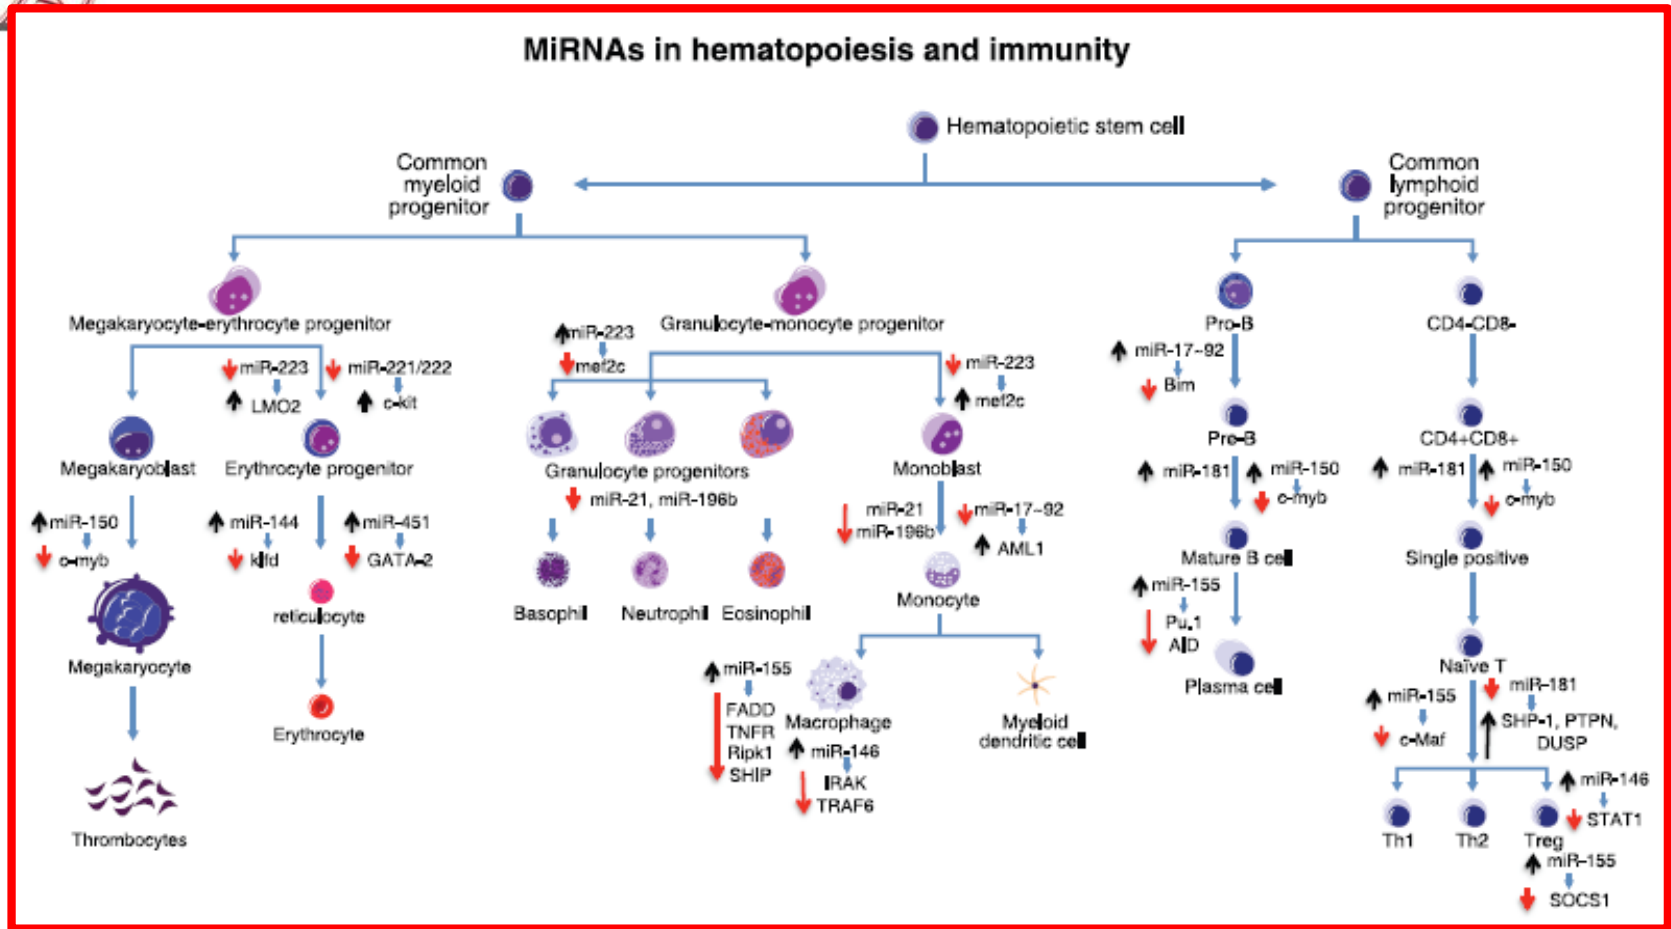 MiRNAs in hematopoiesis and immunity
Hematopoietic stem cell
Common
myeloid
progenitor
Common
lymphoid
progenitor
Megakaryocyte-erythrocyte progenitor
Granulocyte-monocyte progenitor
Pro-B
CD4-CD8-
miR-223
LMO2
miR-221/222
c-kit
miR-223
mef2c
miR-223
mef2c
miR-17~92
Bim
Megakaryoblast
Erythrocyte progenitor
Granulocyte progenitors
Monoblast
Pre-B
CD4+CD8+
miR-150
c-myb
miR-144
klfd
miR-451
GATA-2
miR-21, miR-196b
miR-21
miR-196b
miR-17~92
AML1
miR-181
miR-150
c-myb
miR-181
miR-150
c-myb
Megakaryocyte
reticulocyte
Basophil
Neutrophil
Eosinophil
Monocyte
Mature B cell
Single positive
miR-155
Pu.1
AID
Plasma cell
Naïve T
Thrombocytes
Erythrocyte
miR-155
FADD
TNFR
Ripk1
SHIP
Macrophage
miR-146
IRAK
TRAF6
Myeloid
dendritic cell
miR-155
c-Maf
miR-181
SHP-1, PTPN,
DUSP
Th1
Th2
Treg
miR-146
STAT1
miR-155
SOCS1